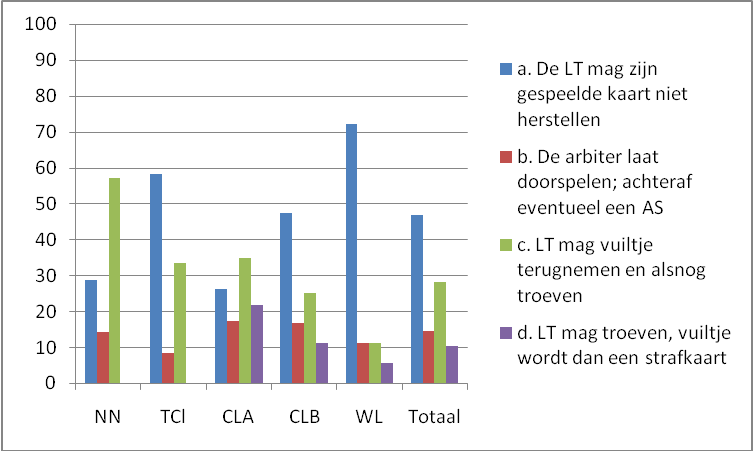 100
90
80
70
60
50
40
30
20
10
0
NN TCl CLA CLB WL Totaal
a. De LT mag zijn
gespeelde kaart niet
herstellen
b. De arbiter laat
doorspelen; achteraf
eventueel een AS
c. LT mag vuiltje
terugnemen en alsnog
troeven
d. LT mag troeven, vuiltje
wordt dan een strafkaart